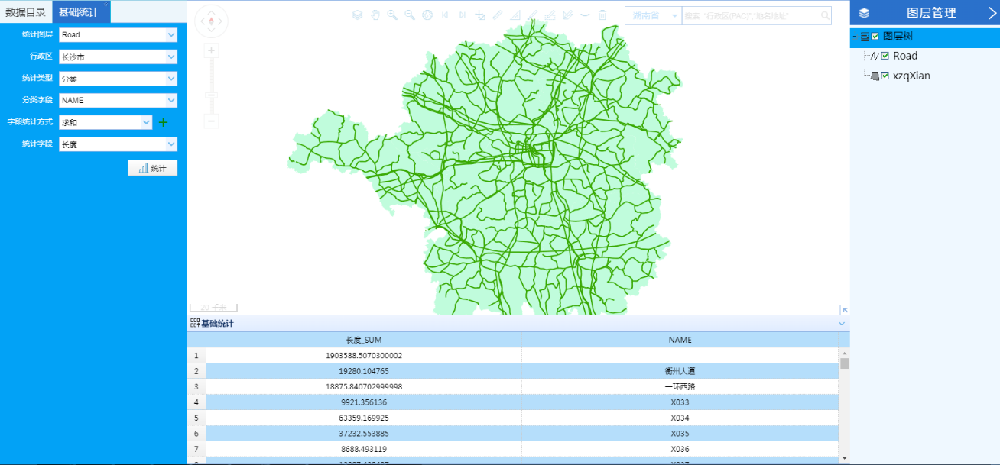 数据目录 基础统计
统计图层 Road
行政区 长沙市
统计类型 分类
分类字段 NAME
字段统计方式 求和
统计字段 长度
统计
湖南省 搜索 "行政区(PAC)","地名地址"
20 千米
图层管理
图层树
Road
xzqXian
基础统计
长度_SUM NAME
1 1903588.5070300002
2 19280.104765 衡州大道
3 18875.840702999998 一环西路
4 9921.356136 X033
5 63359.169925 X034
6 37232.553885 X035
7 8688.493119 X036